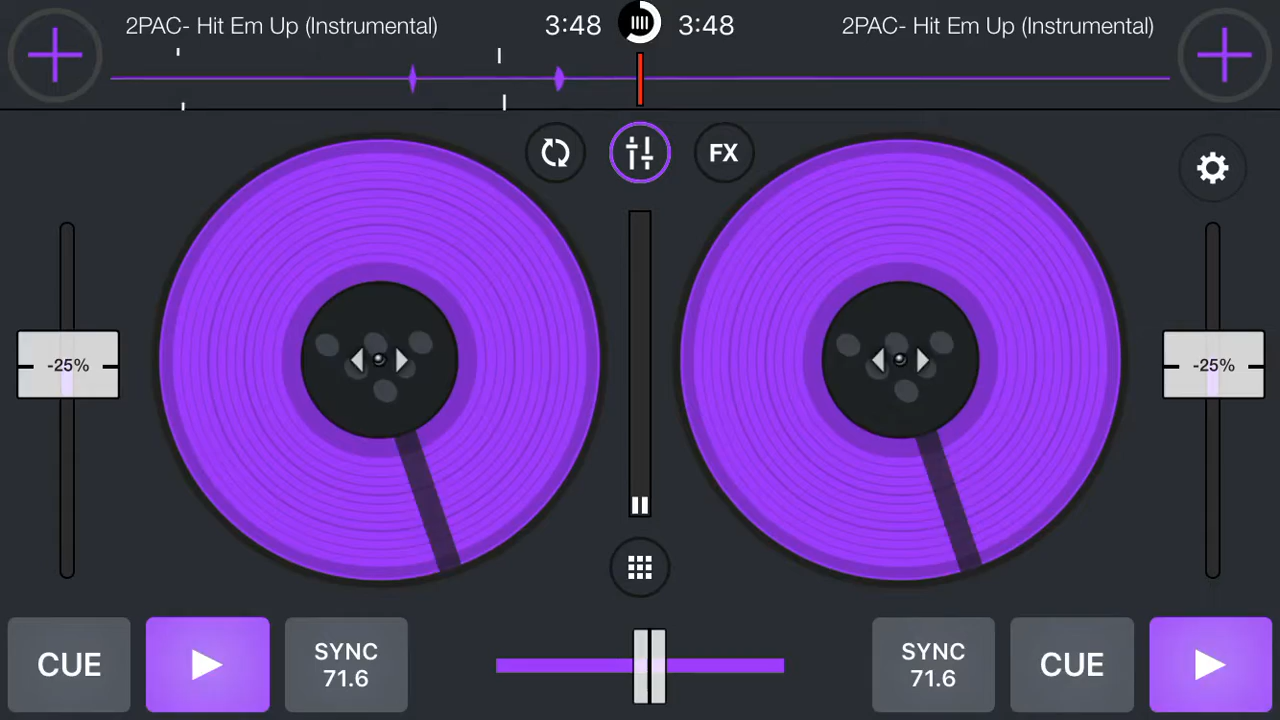 2PAC- Hit Em Up (Instrumental)
3:48
3:48
2PAC- Hit Em Up (Instrumental)
FX
-25%
-25%
CUE
SYNC
71.6
SYNC
71.6
CUE